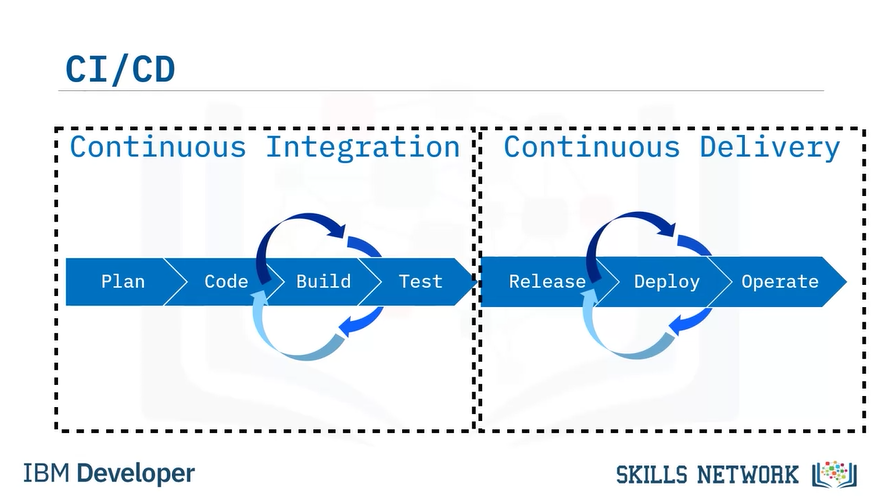 CI/CD
Continuous Integration
Continuous Delivery
Plan
Code
Build
Test
Release
Deploy
Operate
IBM Developer
SKILLS NETWORK